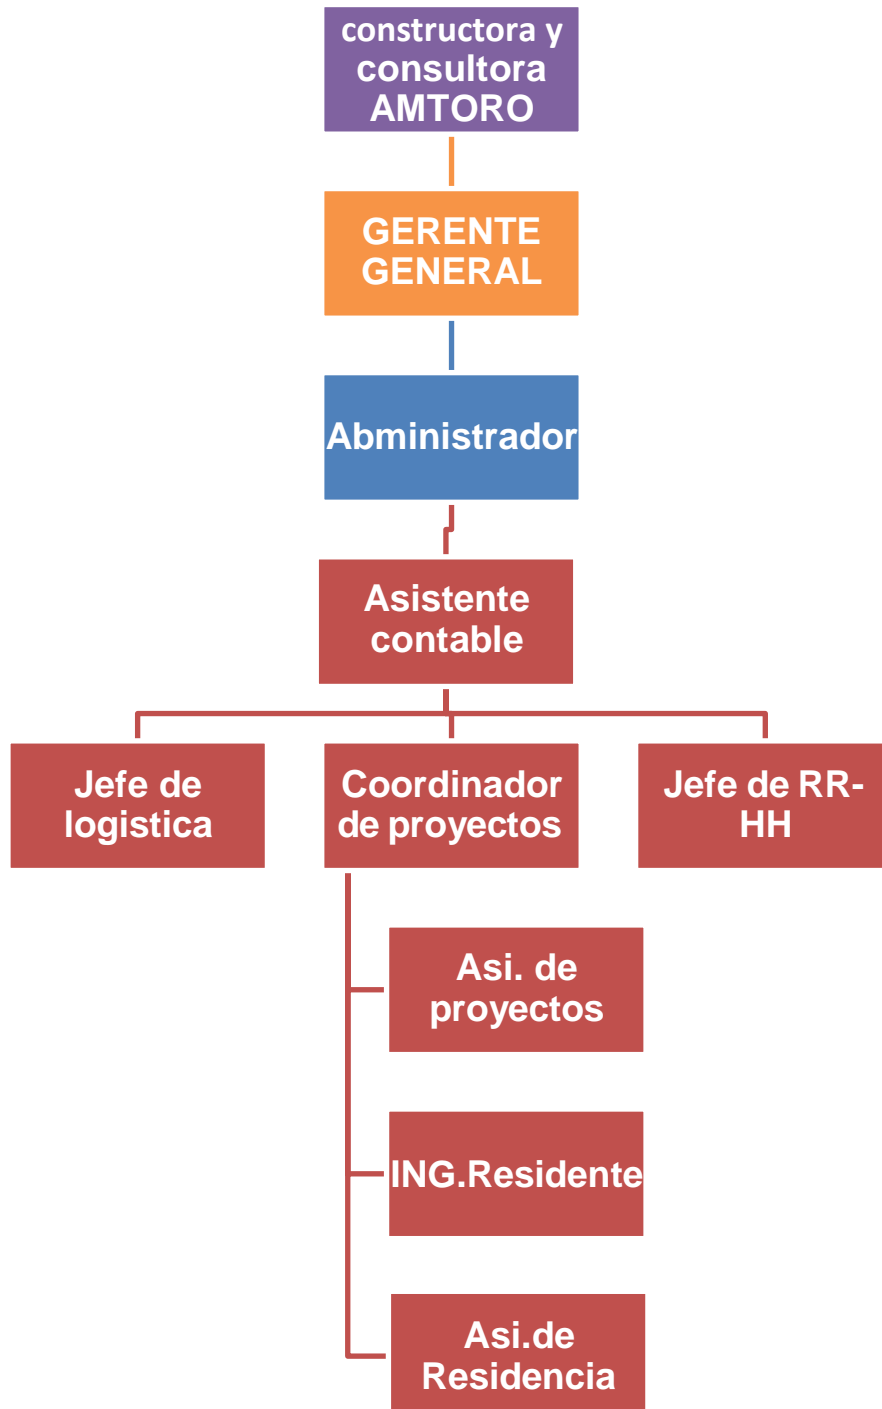 constructora y
consultora
AMTORO
GERENTE
GENERAL
Abministrador
Asistente
contable
Jefe de
logistica
Coordinador
de proyectos
Jefe de RR-
HH
Asi. de
proyectos
ING.Residente
Asi.de
Residencia